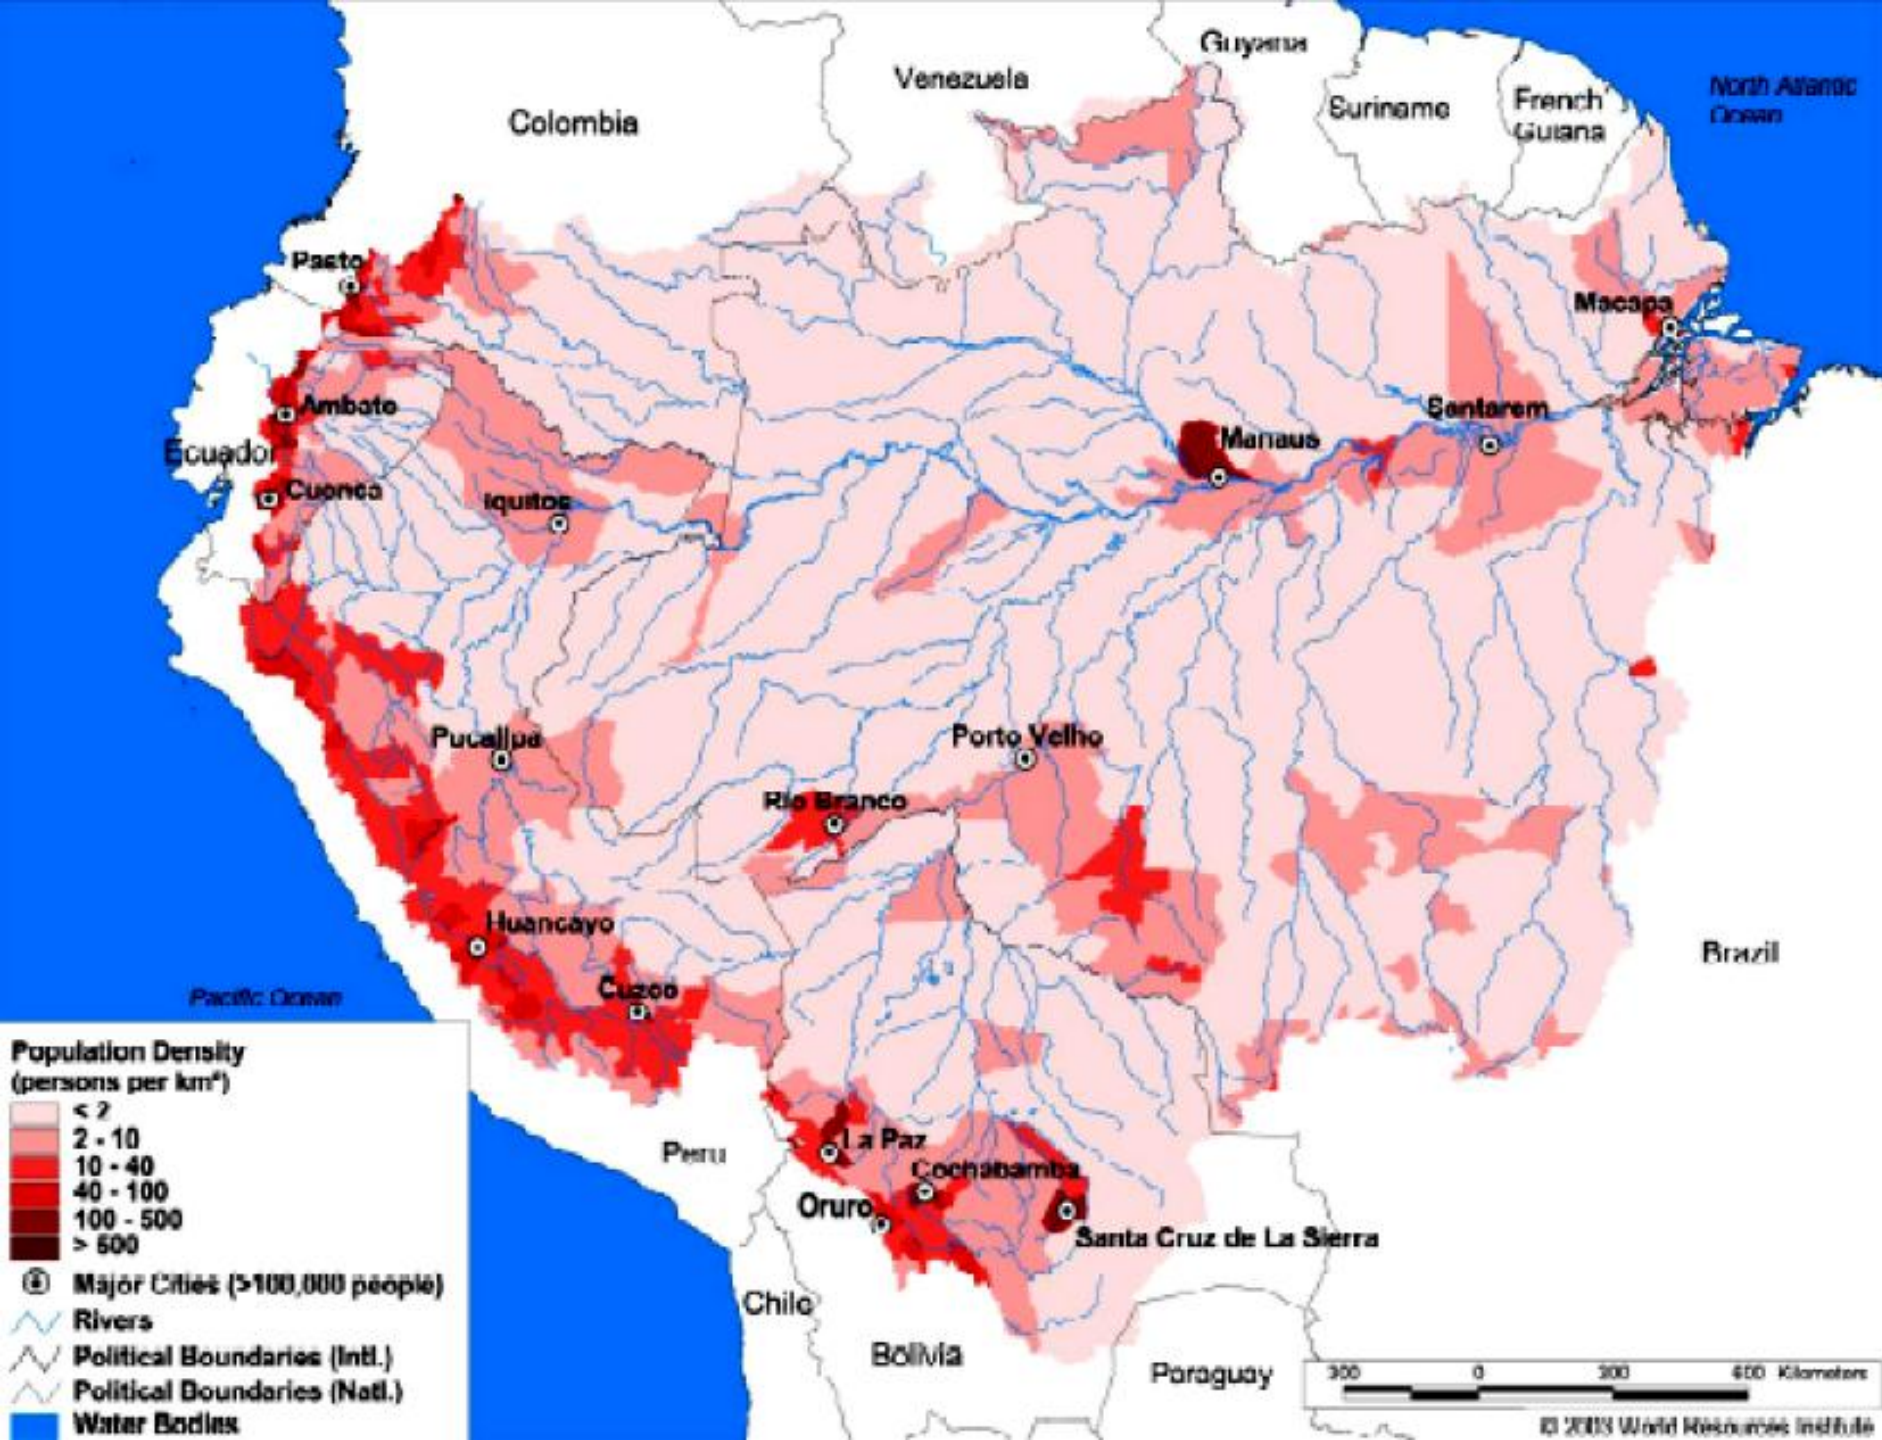 Guyana
Venezuela
North Atlantic
Ocean
Suriname
French
Guiana
Colombia
Pasto
Macapa
Ambato
Santarem
Manaus
Ecuador
Cuenca
Iquitos
Pucallpa
Porto Velho
Rio Branco
Huancayo
Brazil
Cuzco
Pacific Ocean
Population Density
(persons per km²)
< 2
2 - 10
10 - 40
40 - 100
100 - 500
> 500
Major Cities (>100,000 people)
Rivers
Political Boundaries (Intl.)
Political Boundaries (Natl.)
Water Bodies
La Paz
Peru
Cochabamba
Oruro
Santa Cruz de La Sierra
Chile
Bolivia
Paraguay
300 0 300 600 Kilometers
© 2003 World Resources Institute